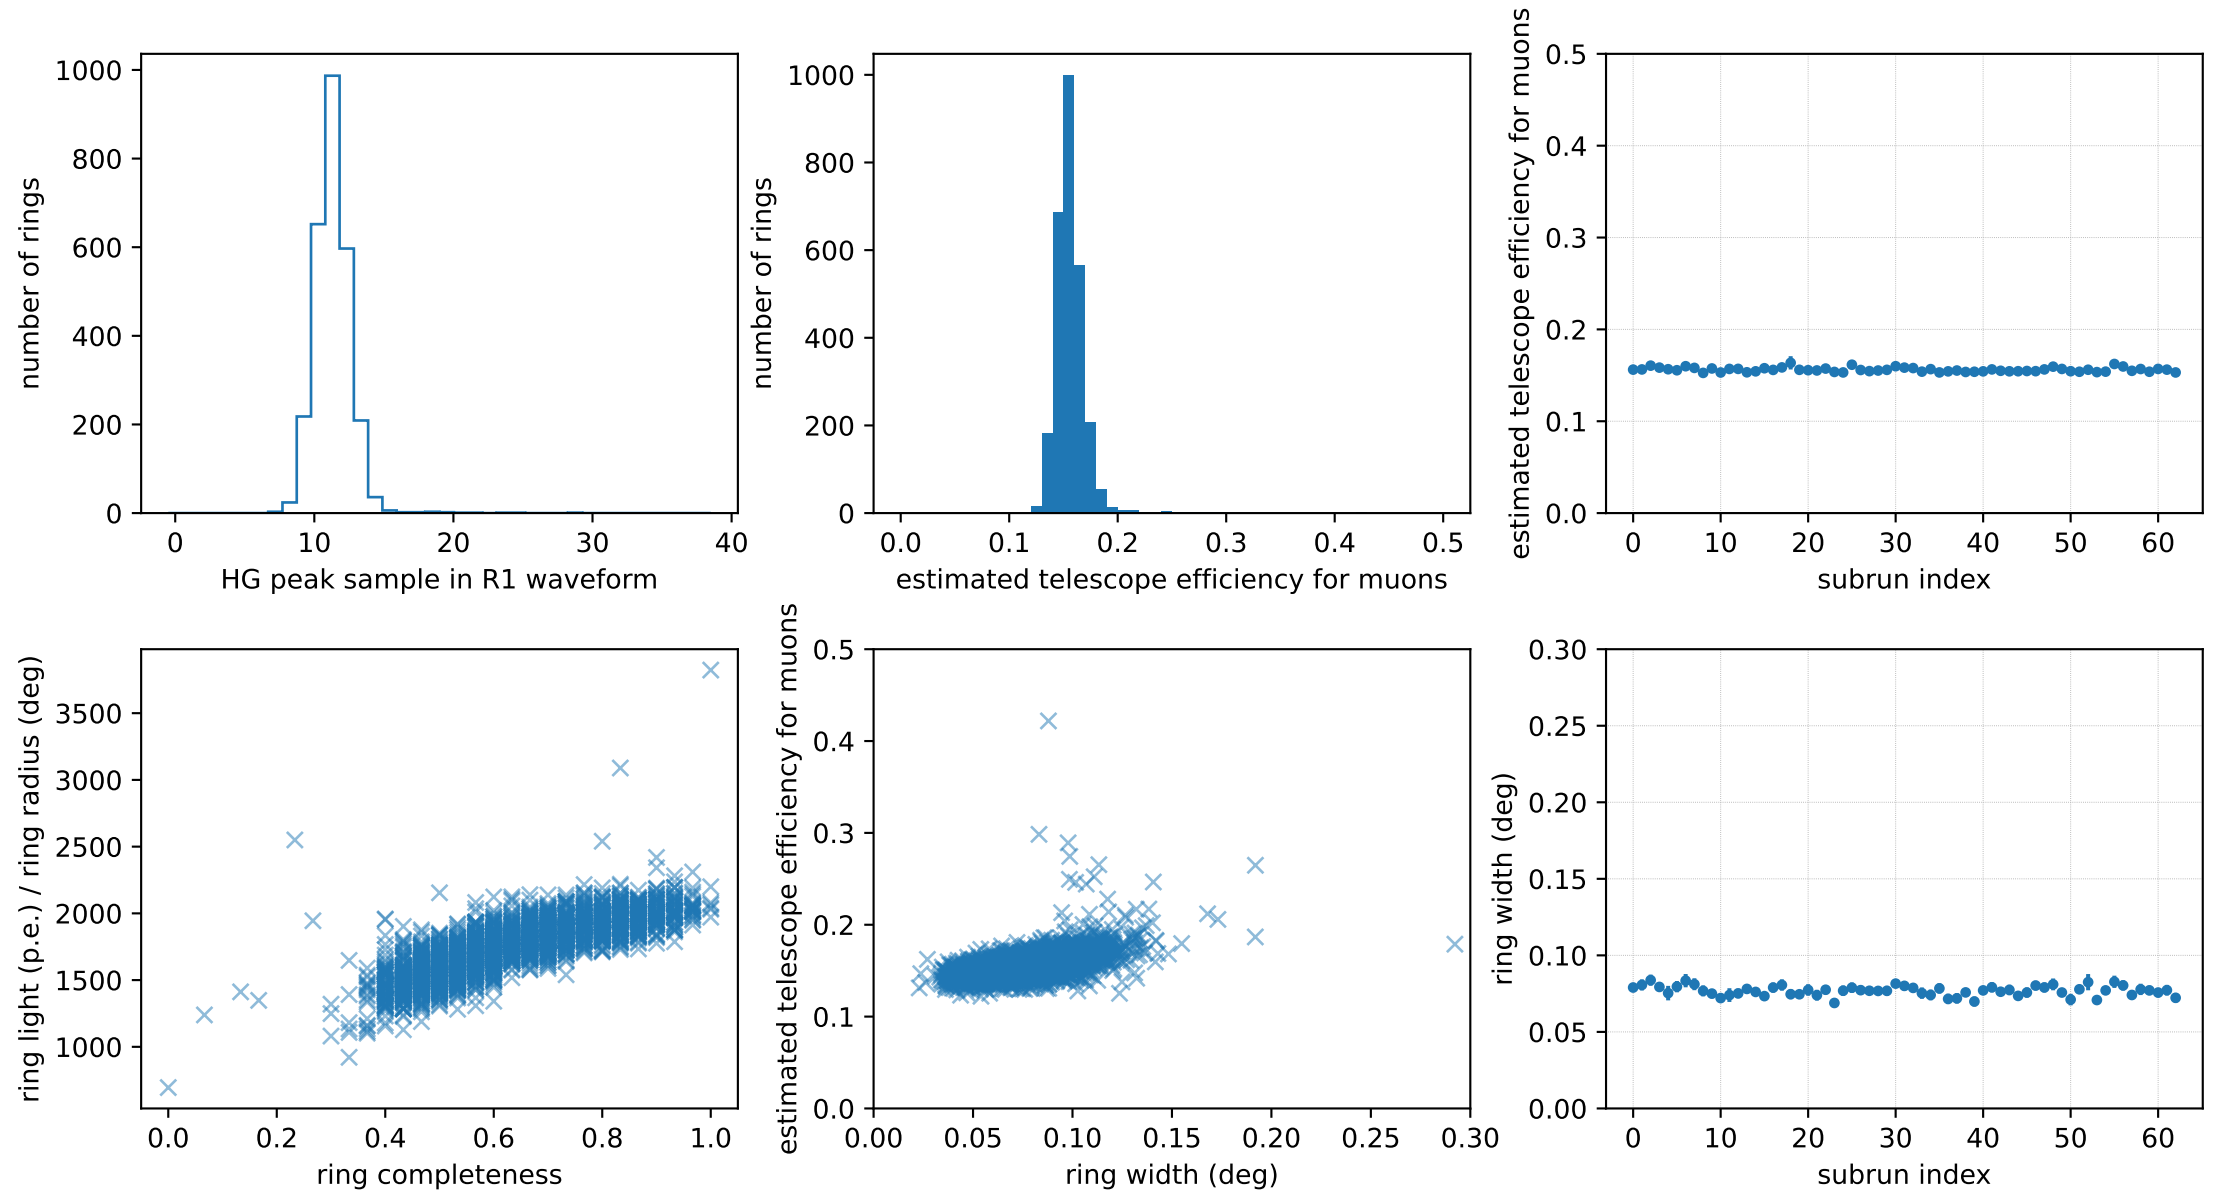 number of rings
1000
800
600
400
200
0
0 10 20 30 40
HG peak sample in R1 waveform
number of rings
1000
800
600
400
200
0
0.0 0.1 0.2 0.3 0.4 0.5
estimated telescope efficiency for muons
estimated telescope efficiency for muons
0.5
0.4
0.3
0.2
0.1
0.0
0 10 20 30 40 50 60
subrun index
ring light (p.e.) / ring radius (deg)
3500
3000
2500
2000
1500
1000
0.0 0.2 0.4 0.6 0.8 1.0
ring completeness
estimated telescope efficiency for muons
0.5
0.4
0.3
0.2
0.1
0.0
0.00 0.05 0.10 0.15 0.20 0.25 0.30
ring width (deg)
ring width (deg)
0.30
0.25
0.20
0.15
0.10
0.05
0.00
0 10 20 30 40 50 60
subrun index